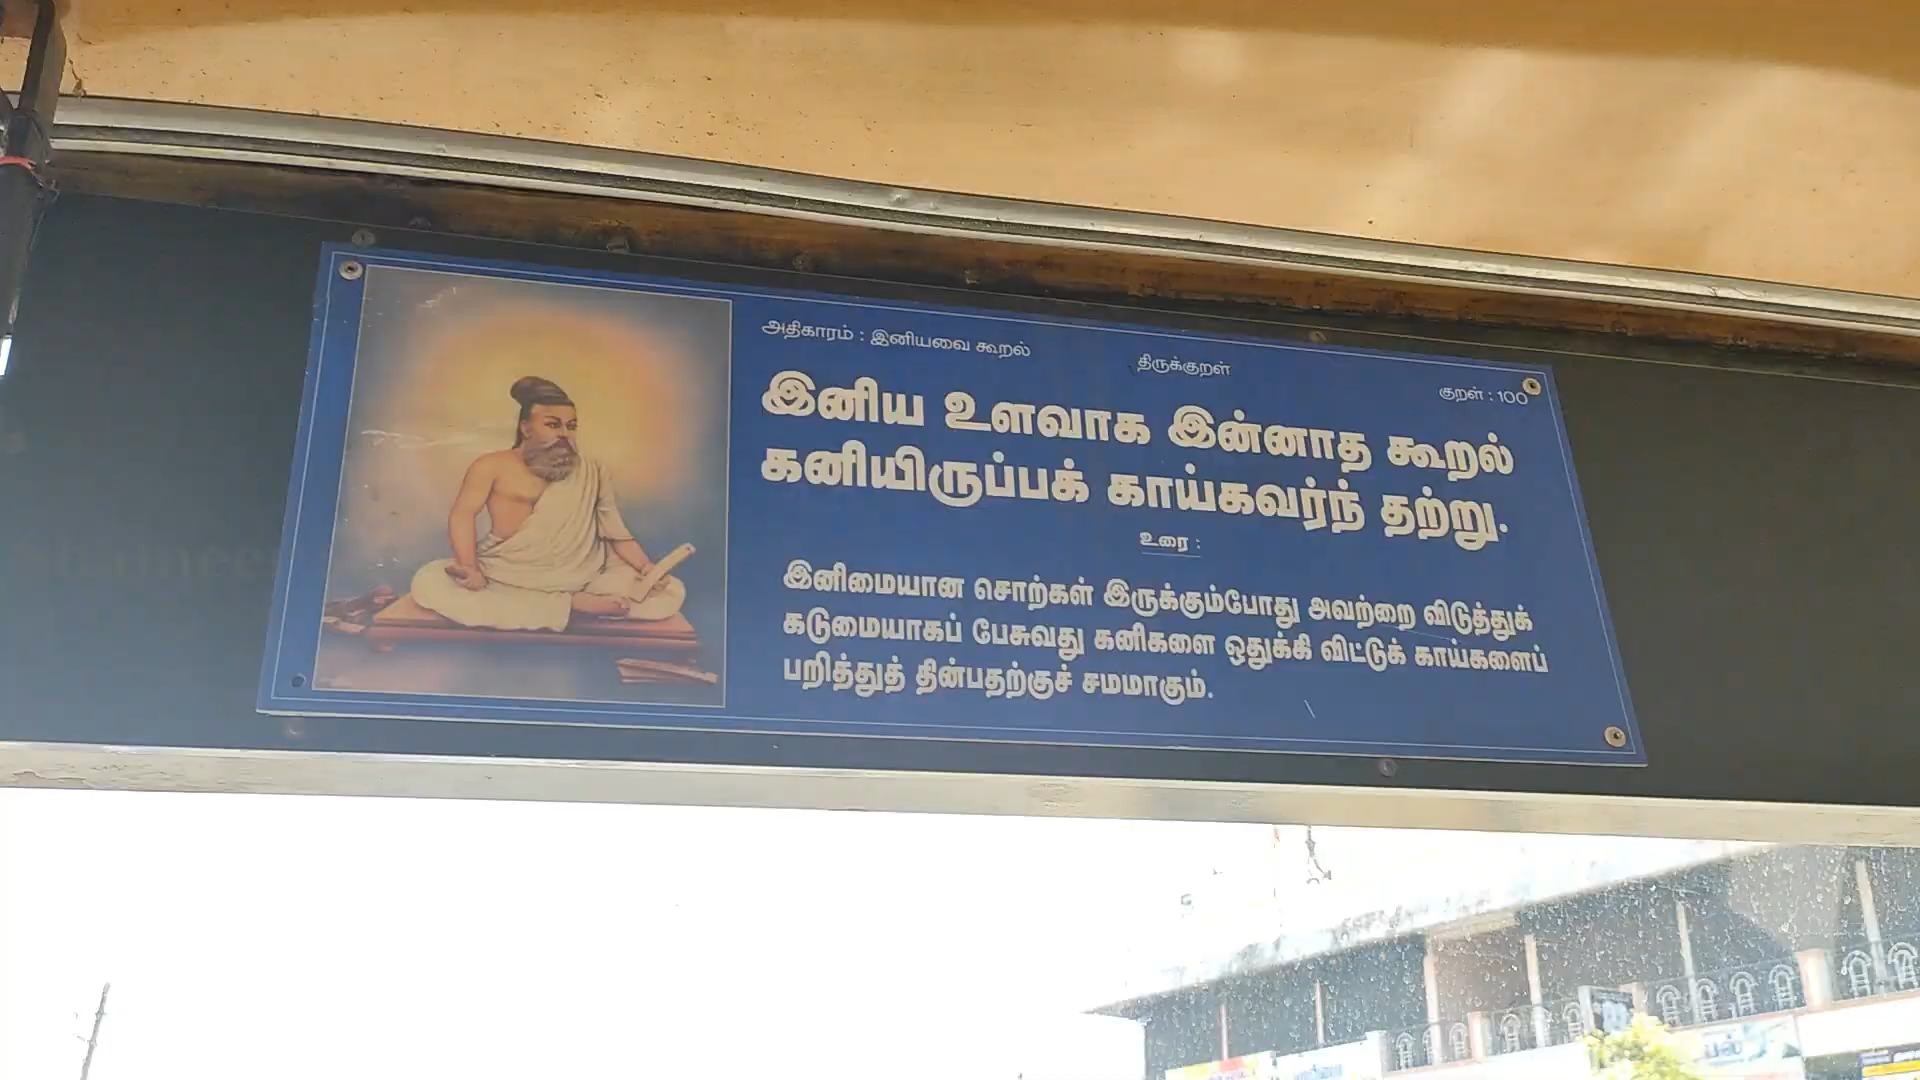 அதிகாரம் : இனியவை கூறல் திருக்குறள் குறள் : 100
இனிய உளவாக இன்னாத கூறல்
கனியிருப்பக் காய்கவர்ந் தற்று.
உரை :
இனிமையான சொற்கள் இருக்கும்போது அவற்றை விடுத்துக்
கடுமையாகப் பேசுவது கனிகளை ஒதுக்கி விட்டுக் காய்களைப்
பறித்துத் தின்பதற்குச் சமமாகும்.